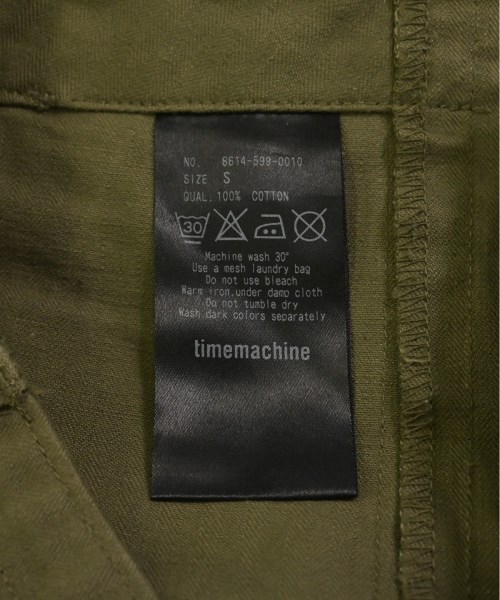 NO. 8614-599-0010
SIZE S
QUAL.100% COTTON
30
Machine wash 30°
Use a mesh laundry bag
Do not use bleach
Warm iron.under damp cloth
Do not tumble dry
Wash dark colors separately
timemachine